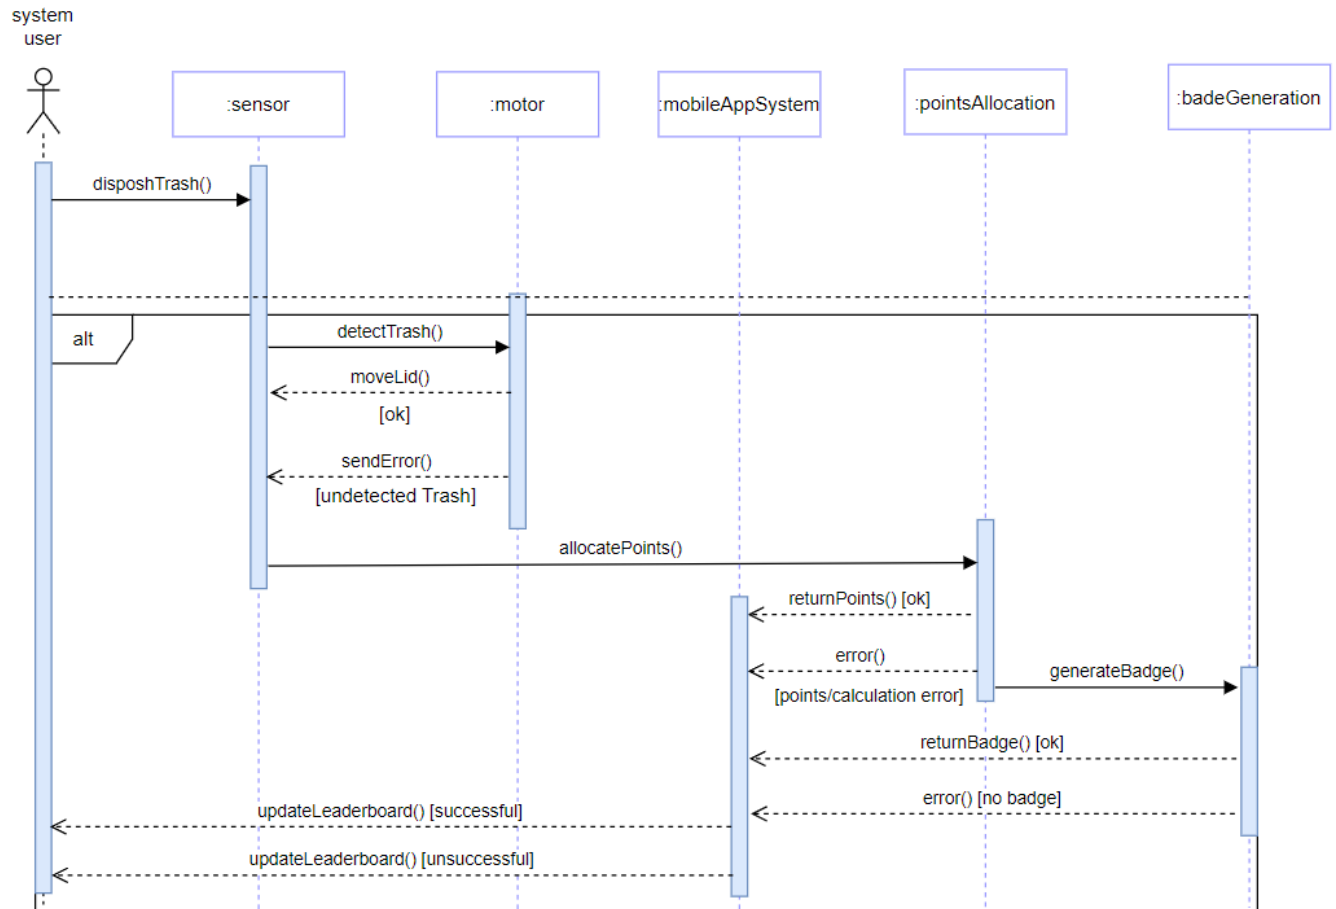 system
user
:sensor
:motor
:mobileAppSystem
:pointsAllocation
:badeGeneration
disposhTrash()
alt
detectTrash()
moveLid()
[ok]
sendError()
[undetected Trash]
allocatePoints()
returnPoints() [ok]
error()
generateBadge()
[points/calculation error]
returnBadge() [ok]
error() [no badge]
updateLeaderboard() [successful]
updateLeaderboard() [unsuccessful]